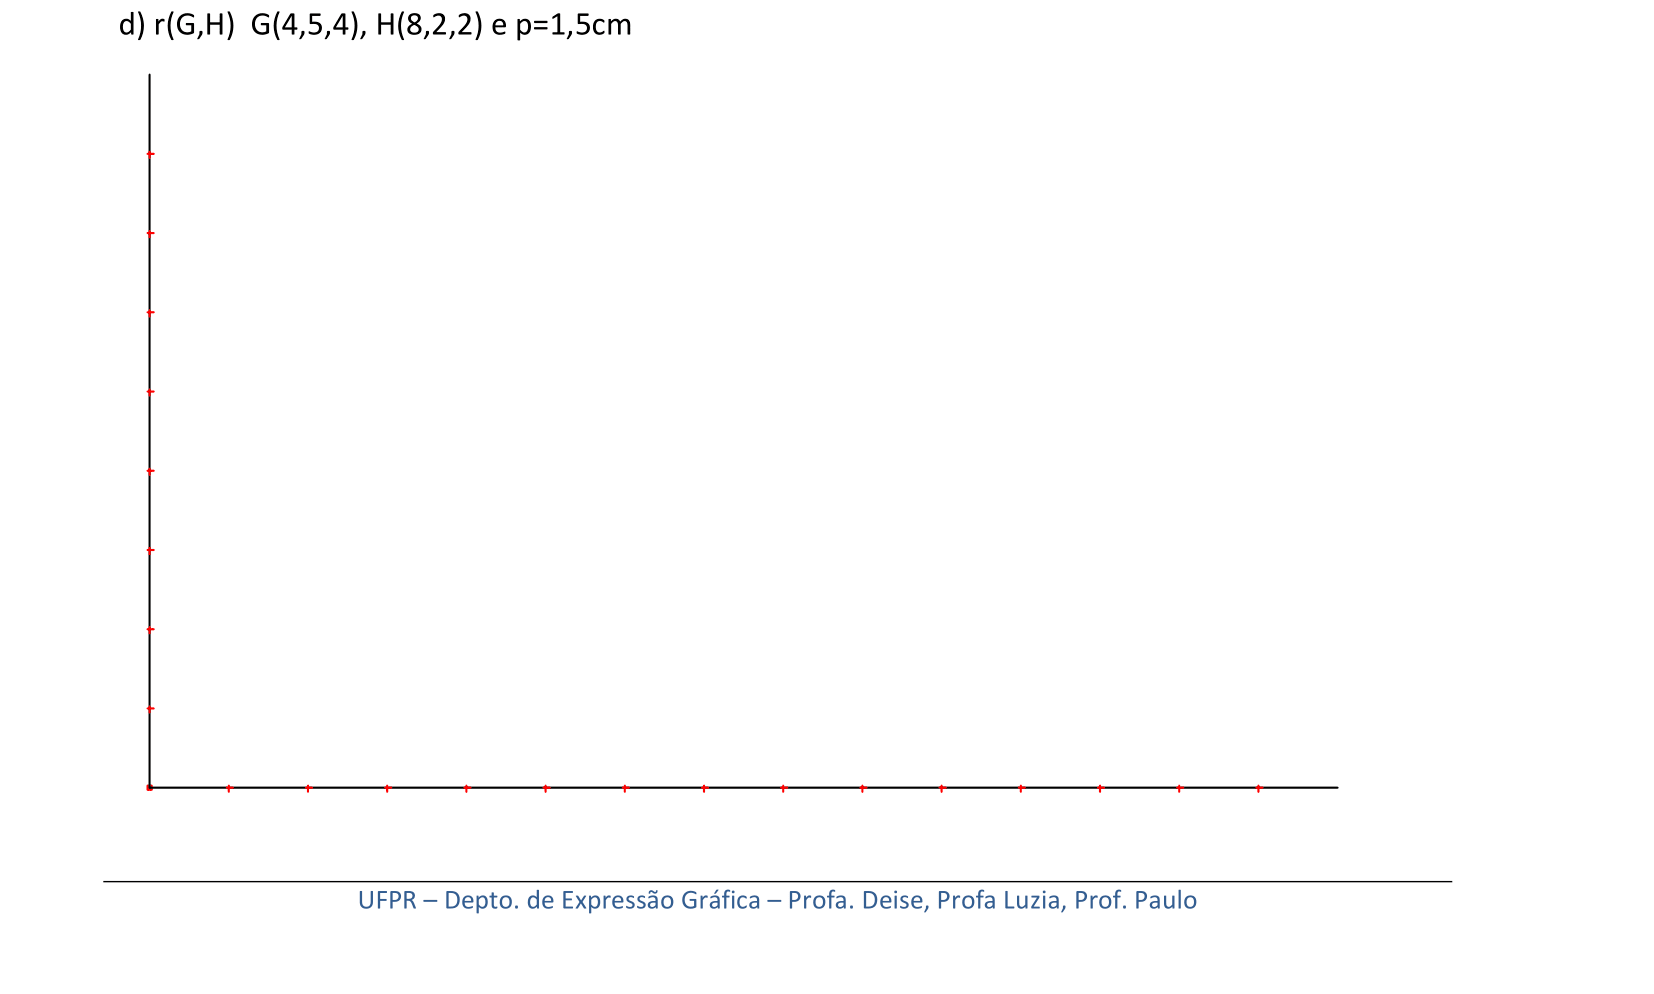 d) r(G,H)  G(4,5,4), H(8,2,2) e p=1,5cm
UFPR – Depto. de Expressão Gráfica – Profa. Deise, Profa Luzia, Prof. Paulo